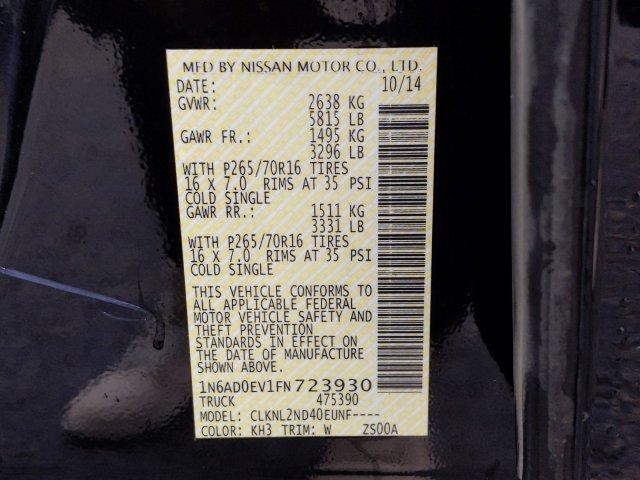 MFD BY NISSAN MOTOR CO., LTD.
DATE: 10/14
GVWR: 2638 KG
5815 LB
GAWR FR.: 1495 KG
3296 LB
WITH P265/70R16 TIRES
16 X 7.0 RIMS AT 35 PSI
COLD SINGLE
GAWR RR.: 1511 KG
3331 LB
WITH P265/70R16 TIRES
16 X 7.0 RIMS AT 35 PSI
COLD SINGLE
THIS VEHICLE CONFORMS TO
ALL APPLICABLE FEDERAL
MOTOR VEHICLE SAFETY AND
THEFT PREVENTION
STANDARDS IN EFFECT ON
THE DATE OF MANUFACTURE
SHOWN ABOVE.
1N6AD0EV1FN723930
TRUCK 475390
MODEL: CLKNL2ND40EUNF----
COLOR: KH3 TRIM: W ZS00A